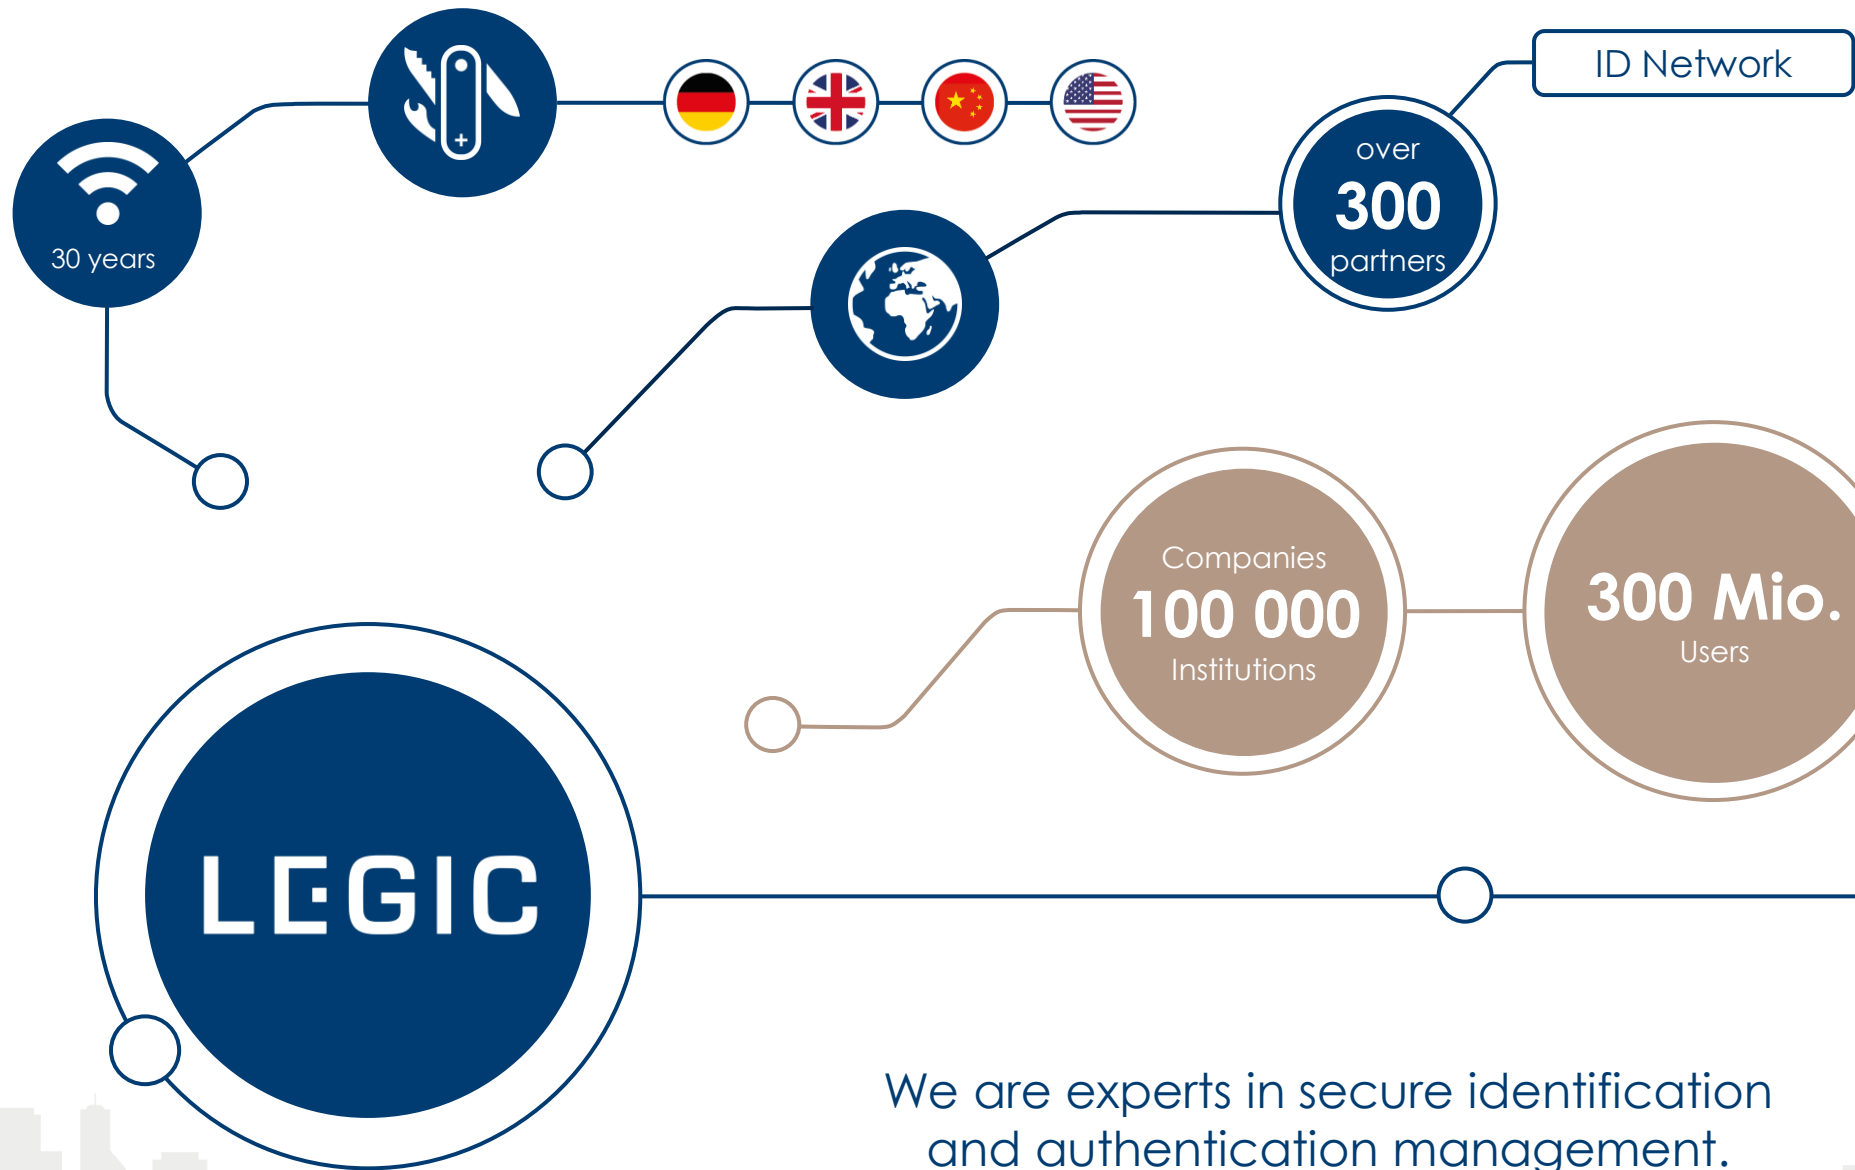 ID Network
over
300
partners
30 years
Companies
100 000
Institutions
300 Mio.
Users
LEGIC
We are experts in secure identification
and authentication management.